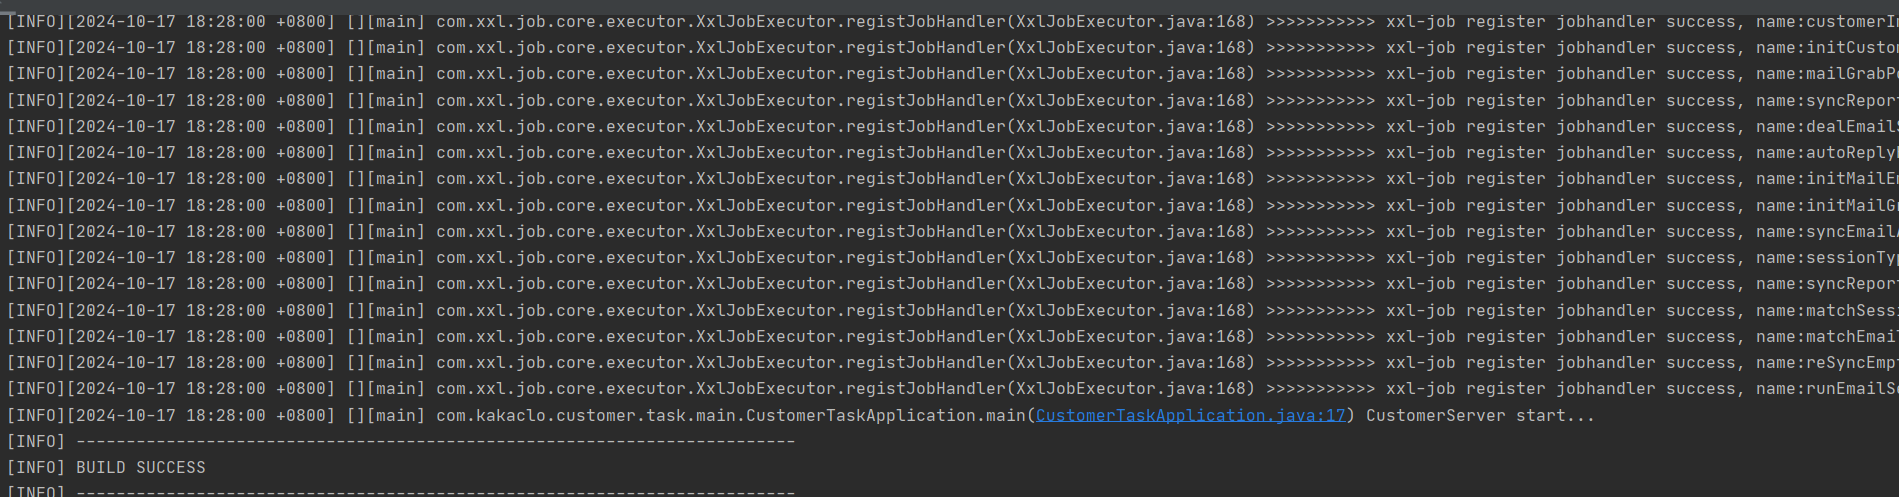 [INFO][2024-10-17 18:28:00 +0800] [][main] com.xxl.job.core.executor.XxlJobExecutor.registJobHandler(XxlJobExecutor.java:168) >>>>>>>>>>> xxl-job register jobhandler success, name:customerIn
[INFO][2024-10-17 18:28:00 +0800] [][main] com.xxl.job.core.executor.XxlJobExecutor.registJobHandler(XxlJobExecutor.java:168) >>>>>>>>>>> xxl-job register jobhandler success, name:initCusto
[INFO][2024-10-17 18:28:00 +0800] [][main] com.xxl.job.core.executor.XxlJobExecutor.registJobHandler(XxlJobExecutor.java:168) >>>>>>>>>>> xxl-job register jobhandler success, name:mailGrabPo
[INFO][2024-10-17 18:28:00 +0800] [][main] com.xxl.job.core.executor.XxlJobExecutor.registJobHandler(XxlJobExecutor.java:168) >>>>>>>>>>> xxl-job register jobhandler success, name:syncReport
[INFO][2024-10-17 18:28:00 +0800] [][main] com.xxl.job.core.executor.XxlJobExecutor.registJobHandler(XxlJobExecutor.java:168) >>>>>>>>>>> xxl-job register jobhandler success, name:dealEmailS
[INFO][2024-10-17 18:28:00 +0800] [][main] com.xxl.job.core.executor.XxlJobExecutor.registJobHandler(XxlJobExecutor.java:168) >>>>>>>>>>> xxl-job register jobhandler success, name:autoReplyE
[INFO][2024-10-17 18:28:00 +0800] [][main] com.xxl.job.core.executor.XxlJobExecutor.registJobHandler(XxlJobExecutor.java:168) >>>>>>>>>>> xxl-job register jobhandler success, name:initMailEm
[INFO][2024-10-17 18:28:00 +0800] [][main] com.xxl.job.core.executor.XxlJobExecutor.registJobHandler(XxlJobExecutor.java:168) >>>>>>>>>>> xxl-job register jobhandler success, name:initMailGr
[INFO][2024-10-17 18:28:00 +0800] [][main] com.xxl.job.core.executor.XxlJobExecutor.registJobHandler(XxlJobExecutor.java:168) >>>>>>>>>>> xxl-job register jobhandler success, name:syncEmailA
[INFO][2024-10-17 18:28:00 +0800] [][main] com.xxl.job.core.executor.XxlJobExecutor.registJobHandler(XxlJobExecutor.java:168) >>>>>>>>>>> xxl-job register jobhandler success, name:sessionTyp
[INFO][2024-10-17 18:28:00 +0800] [][main] com.xxl.job.core.executor.XxlJobExecutor.registJobHandler(XxlJobExecutor.java:168) >>>>>>>>>>> xxl-job register jobhandler success, name:syncReport
[INFO][2024-10-17 18:28:00 +0800] [][main] com.xxl.job.core.executor.XxlJobExecutor.registJobHandler(XxlJobExecutor.java:168) >>>>>>>>>>> xxl-job register jobhandler success, name:matchSessi
[INFO][2024-10-17 18:28:00 +0800] [][main] com.xxl.job.core.executor.XxlJobExecutor.registJobHandler(XxlJobExecutor.java:168) >>>>>>>>>>> xxl-job register jobhandler success, name:matchEmail
[INFO][2024-10-17 18:28:00 +0800] [][main] com.xxl.job.core.executor.XxlJobExecutor.registJobHandler(XxlJobExecutor.java:168) >>>>>>>>>>> xxl-job register jobhandler success, name:reSyncEmpt
[INFO][2024-10-17 18:28:00 +0800] [][main] com.xxl.job.core.executor.XxlJobExecutor.registJobHandler(XxlJobExecutor.java:168) >>>>>>>>>>> xxl-job register jobhandler success, name:runEmailSc
[INFO][2024-10-17 18:28:00 +0800] [][main] com.kakaclo.customer.task.main.CustomerTaskApplication.main(CustomerTaskApplication.java:17) CustomerServer start...
[INFO] ------------------------------------------------------------------------
[INFO] BUILD SUCCESS
[INFO] ------------------------------------------------------------------------